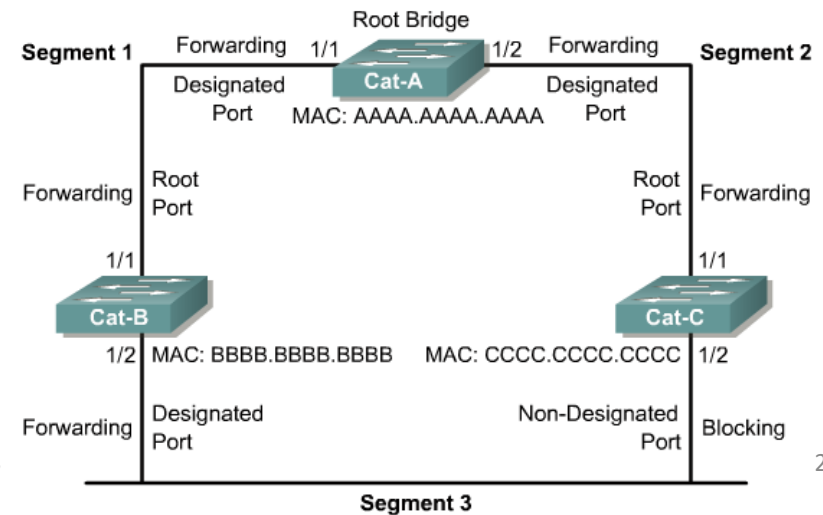 Root Bridge
Segment 1
Forwarding
1/1
1/2
Forwarding
Segment 2
Cat-A
Designated
Port
MAC: AAAA.AAAA.AAAA
Designated
Port
Forwarding
Root
Port
Root
Port
Forwarding
1/1
1/1
Cat-B
Cat-C
1/2
MAC: BBBB.BBBB.BBBB
MAC: CCCC.CCCC.CCCC
1/2
Forwarding
Designated
Port
Non-Designated
Port
Blocking
2
Segment 3